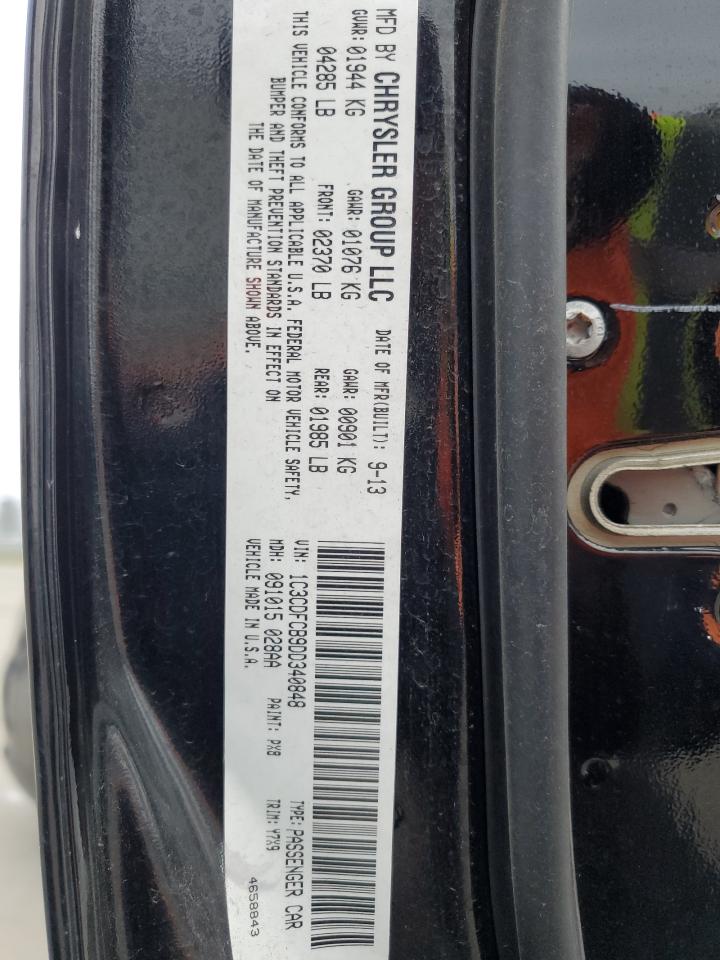 MFD BY CHRYSLER GROUP LLC DATE OF MFR(BUILT): 9-13
GVWR: 01944 KG GAWR: 01076 KG GAWR: 00901 KG
04285 LB FRONT: 02370 LB REAR: 01985 LB
THIS VEHICLE CONFORMS TO ALL APPLICABLE U.S.A. FEDERAL MOTOR VEHICLE SAFETY,
BUMPER AND THEFT PREVENTION STANDARDS IN EFFECT ON
THE DATE OF MANUFACTURE SHOWN ABOVE.
VIN: 1C3CDFCB9DD340848 TYPE: PASSENGER CAR
MDH: 091015 028AA PAINT: PX8 TRIM: Y7X9
VEHICLE MADE IN U.S.A.
4658843